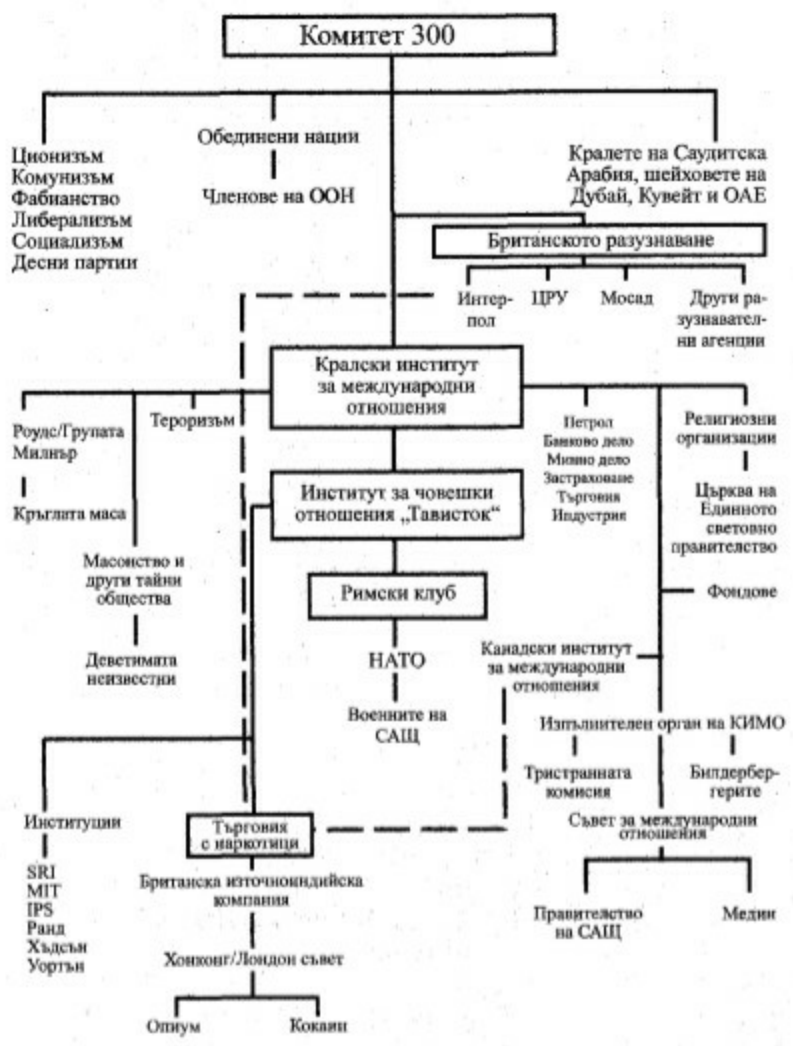 Комитет 300
Ционизъм
Комунизъм
Фабианство
Либерализъм
Социализъм
Десни партии
Обединени нации
Членове на ООН
Кралете на Саудитска
Арабия, шейховете на
Дубай, Кувейт и ОАЕ
Британското разузнаване
Интер-
пол
ЦРУ
Мосад
Други ра-
зузнавател-
ни агенции
Кралски институт
за международни
отношения
Роудс/Групата
Милнър
Кръглата маса
Тероризъм
Масонство и
други тайни
общества
Деветимата
неизвестни
Петрол
Банково дело
Минно дело
Застраховане
Търговия
Индустрия
Религиозни
организации
Църква на
Единното
световно
правителство
Фондове
Институт за човешки
отношения „Тависток“
Римски клуб
НАТО
Военните на
САЩ
Канадски институт
за международни
отношения
Изпълнителен орган на КИМО
Тристранната
комисия
Билдербер-
герите
Съвет за международни
отношения
Правителство
на САЩ
Медии
Институции
SRI
MIT
IPS
Ранд
Хъдсън
Уортън
Търговия
с наркотици
Британска източноиндийска
компания
Хонконг/Лондон съвет
Опиум
Кокаин